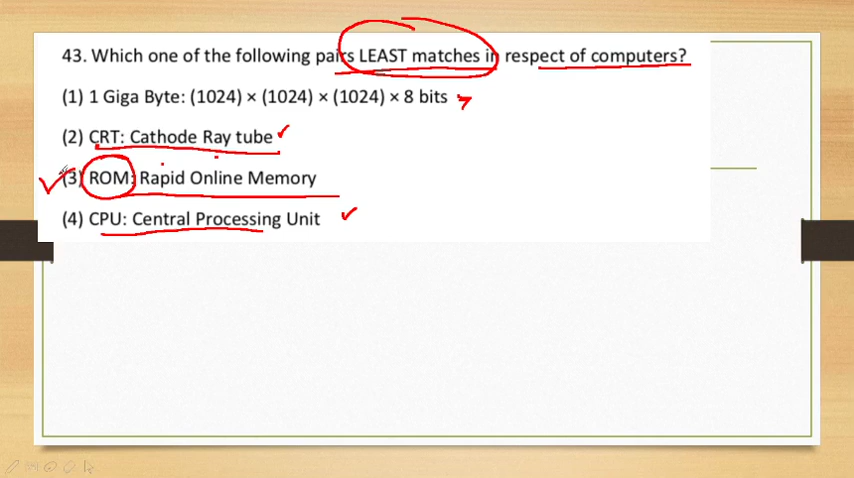 43. Which one of the following pairs LEAST matches in respect of computers?
(1) 1 Giga Byte: (1024) × (1024) × (1024) × 8 bits
(2) CRT: Cathode Ray tube
(3) ROM: Rapid Online Memory
(4) CPU: Central Processing Unit